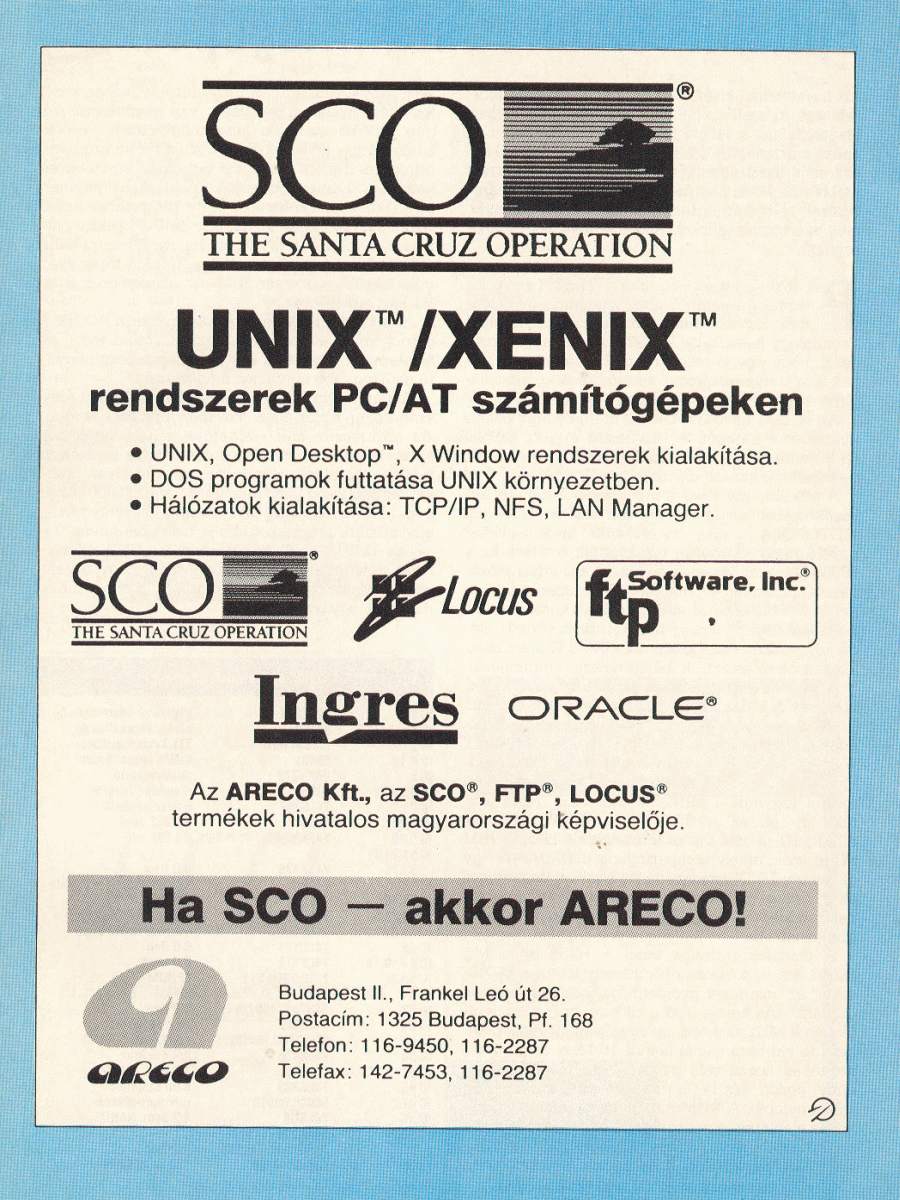 SCO®
THE SANTA CRUZ OPERATION
UNIX™ /XENIX™
rendszerek PC/AT számítógépeken
• UNIX, Open Desktop™, X Window rendszerek kialakítása.
• DOS programok futtatása UNIX környezetben.
• Hálózatok kialakítása: TCP/IP, NFS, LAN Manager.
SCO®
THE SANTA CRUZ OPERATION
Locus
ftp Software, Inc.®
Ingres
ORACLE®
Az ARECO Kft., az SCO®, FTP®, LOCUS®
termékek hivatalos magyarországi képviselője.
Ha SCO — akkor ARECO!
ARECO
Budapest II., Frankel Leó út 26.
Postacím: 1325 Budapest, Pf. 168
Telefon: 116-9450, 116-2287
Telefax: 142-7453, 116-2287